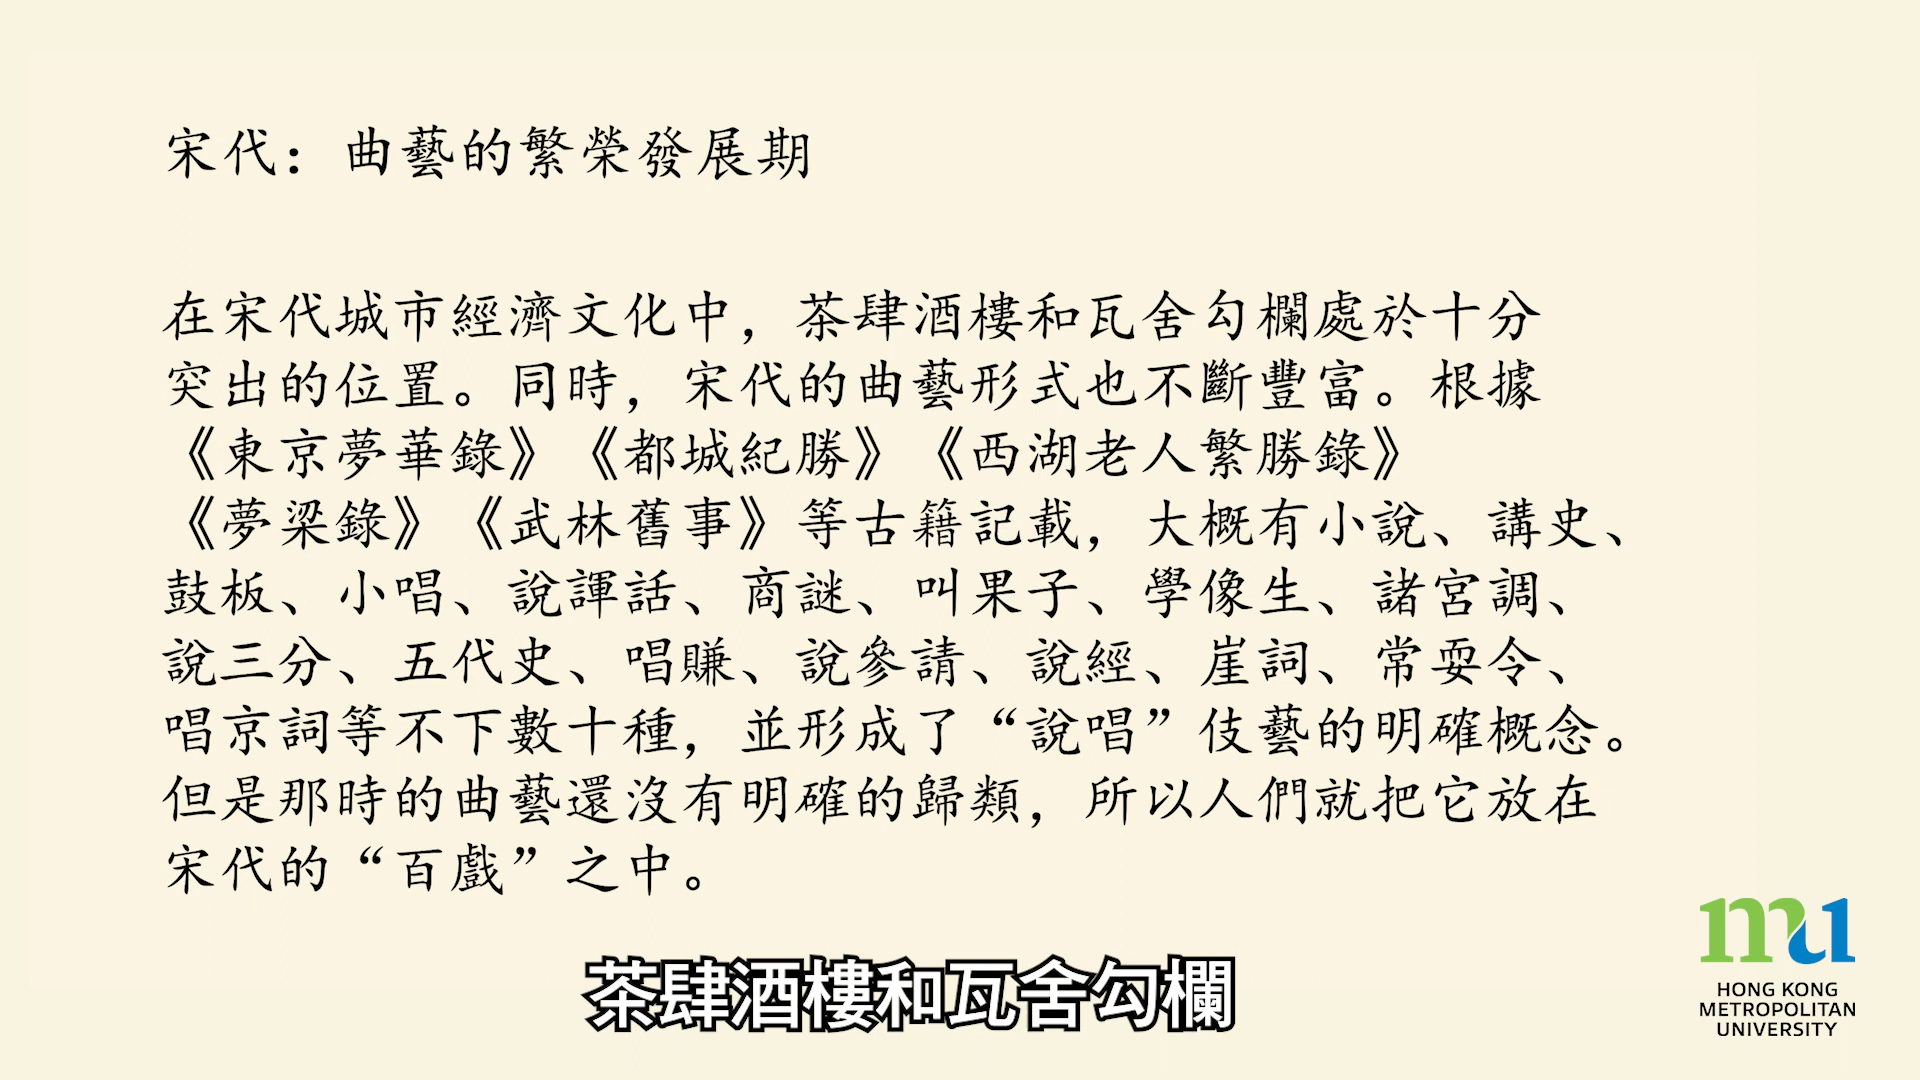 宋代：曲藝的繁榮發展期
在宋代城市經濟文化中，茶肆酒樓和瓦舍勾欄處於十分
突出的位置。同時，宋代的曲藝形式也不斷豐富。根據
《東京夢華錄》《都城紀勝》《西湖老人繁勝錄》
《夢梁錄》《武林舊事》等古籍記載，大概有小說、講史、
鼓板、小唱、說諢話、商謎、叫果子、學像生、諸宮調、
說三分、五代史、唱賺、說參請、說經、崖詞、常耍令、
唱京詞等不下數十種，並形成了“說唱”伎藝的明確概念。
但是那時的曲藝還沒有明確的歸類，所以人們就把它放在
宋代的“百戲”之中。
茶肆酒樓和瓦舍勾欄
mu
HONG KONG
METROPOLITAN
UNIVERSITY